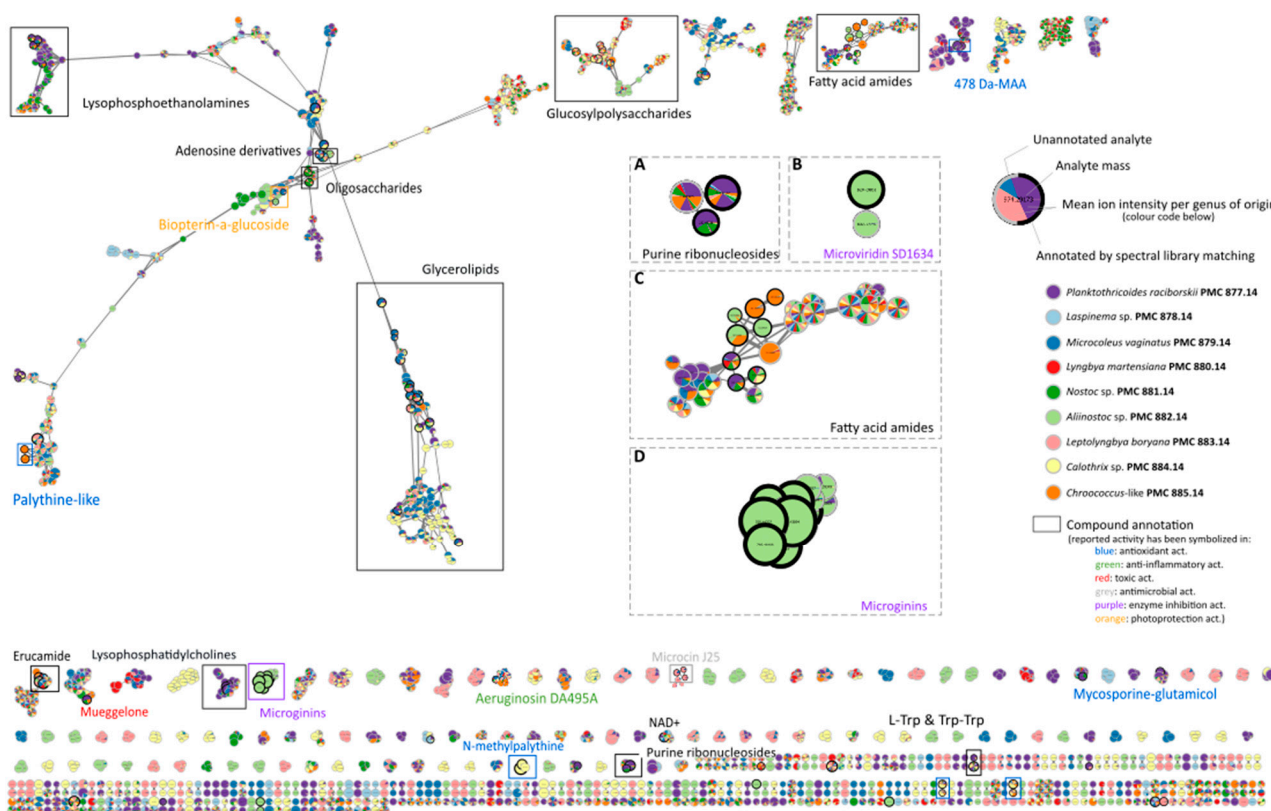 Lysophosphoethanolamines
Glucosylpolysaccharides
Fatty acid amides
478 Da-MAA
Adenosine derivatives
Oligosaccharides
Biopterin-a-glucoside
Glycerolipids
Palythine-like
A
Purine ribonucleosides
B
Microviridin SD1634
C
Fatty acid amides
D
Microginins
Unannotated analyte
Analyte mass
574.29173
Mean ion intensity per genus of origin
(colour code below)
Annotated by spectral library matching
Planktothricoides raciborskii PMC 877.14
Laspinema sp. PMC 878.14
Microcoleus vaginatus PMC 879.14
Lyngbya martensiana PMC 880.14
Nostoc sp. PMC 881.14
Aliinostoc sp. PMC 882.14
Leptolyngbya boryana PMC 883.14
Calothrix sp. PMC 884.14
Chroococcus-like PMC 885.14
Compound annotation
(reported activity has been symbolized in:
blue: antioxidant act.
green: anti-inflammatory act.
red: toxic act.
grey: antimicrobial act.
purple: enzyme inhibition act.
orange: photoprotection act.)
Erucamide
Lysophosphatidylcholines
Microcin J25
Mueggelone
Microginins
Aeruginosin DA495A
Mycosporine-glutamicol
NAD+
L-Trp & Trp-Trp
N-methylpalythine
Purine ribonucleosides